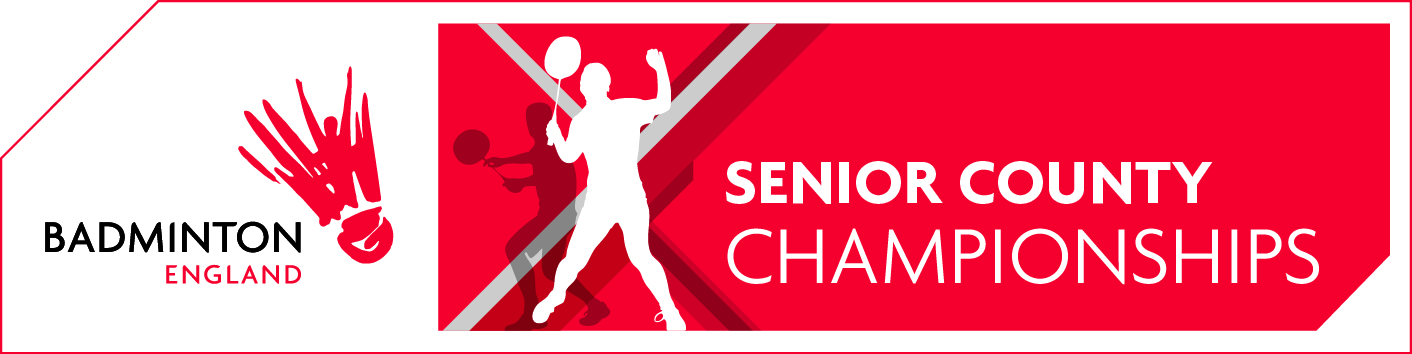 BADMINTON
ENGLAND
SENIOR COUNTY
CHAMPIONSHIPS